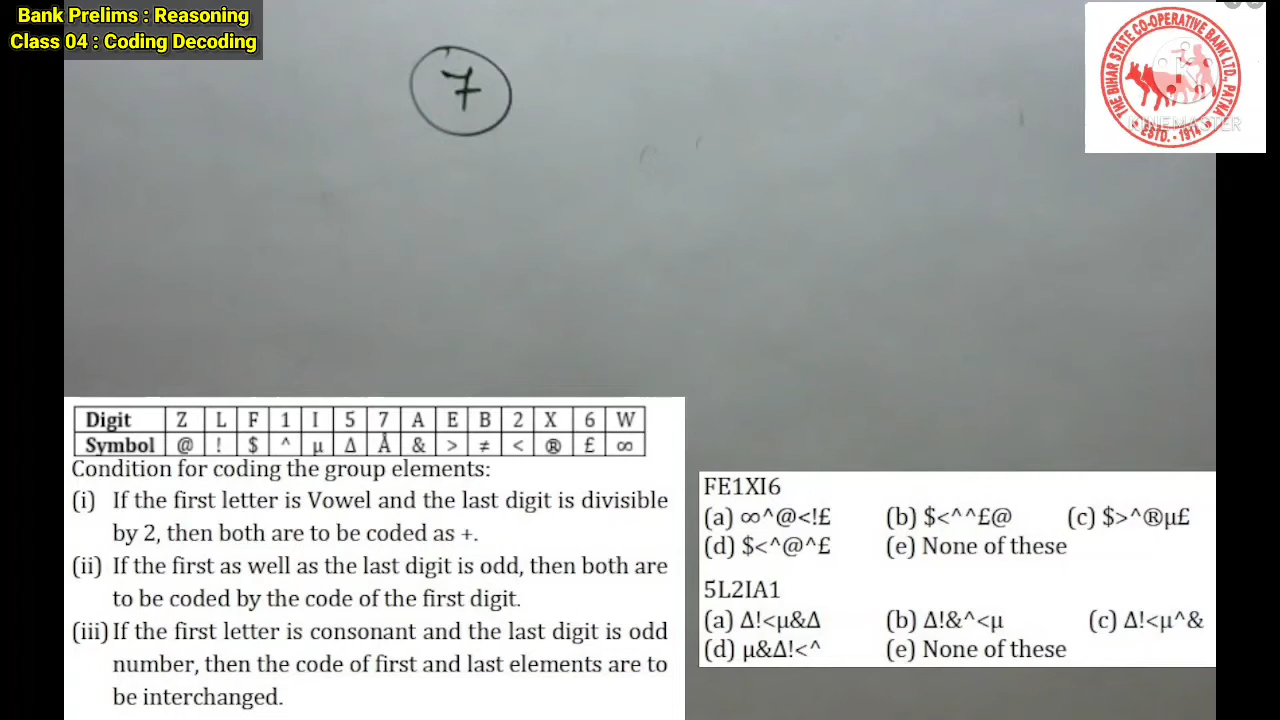 Bank Prelims : Reasoning
Class 04 : Coding Decoding
THE BIHAR STATE CO-OPERATIVE BANK LTD., PATNA
ESTD. - 1914
KINEMASTER
7
Digit Z L F 1 I 5 7 A E B 2 X 6 W
Symbol @ ! $ ^ µ Δ Å & > ≠ < ® £ ∞
Condition for coding the group elements:
(i) If the first letter is Vowel and the last digit is divisible
by 2, then both are to be coded as +.
(ii) If the first as well as the last digit is odd, then both are
to be coded by the code of the first digit.
(iii) If the first letter is consonant and the last digit is odd
number, then the code of first and last elements are to
be interchanged.
FE1XI6
(a) ∞^@<!£ (b) $<^^£@ (c) $>^®µ£
(d) $<^@^£ (e) None of these
5L2IA1
(a) Δ!<µ&Δ (b) Δ!&^<µ (c) Δ!<µ^&
(d) µ&Δ!<^ (e) None of these